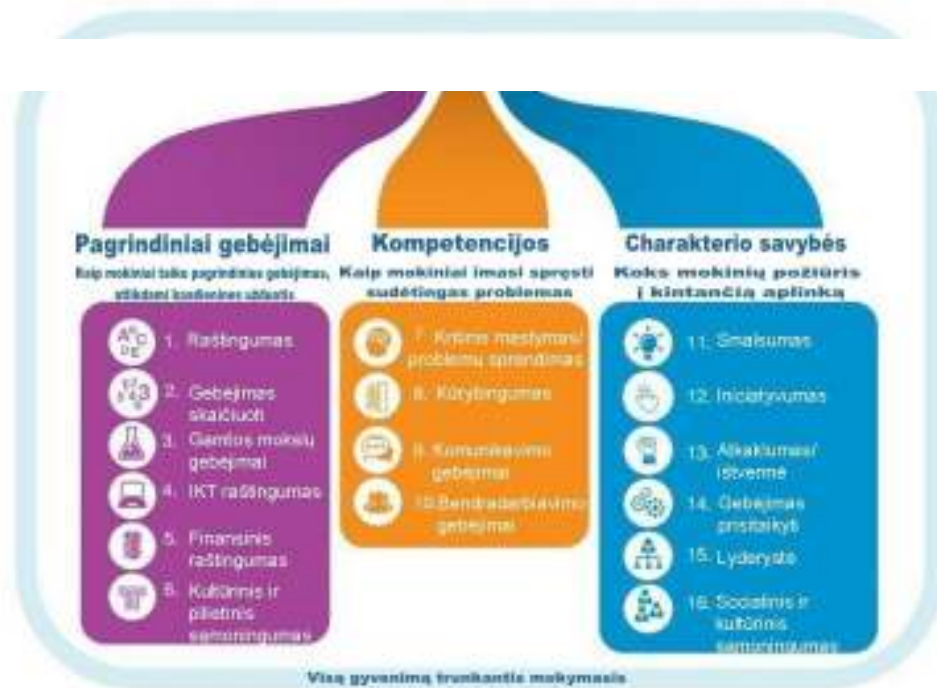 Pagrindiniai gebėjimai
Kaip mokiniai taiko pagrindinius gebėjimus,
atlikdami kasdienines užduotis
1. Raštingumas
2. Gebėjimas
skaičiuoti
3. Gamtos mokslų
gebėjimai
4. IKT raštingumas
5. Finansinis
raštingumas
6. Kultūrinis ir
pilietinis
samoningumas
Kompetencijos
Kaip mokiniai imasi spręsti
sudėtingas problemas
7. Kritinis mąstymas/
problemų sprendimas
8. Kūrybingumas
9. Komunikavimo
gebėjimai
10. Bendradarbiavimo
gebėjimai
Charakterio savybės
Koks mokinių požiūris
į kintančią aplinką
11. Smalsumas
12. Iniciatyvumas
13. Atkaklumas/
ištvermė
14. Gebėjimas
prisitaikyti
15. Lyderystė
16. Socialinis ir
kultūrinis
samoningumas
Visą gyvenimą trunkantis mokymasis